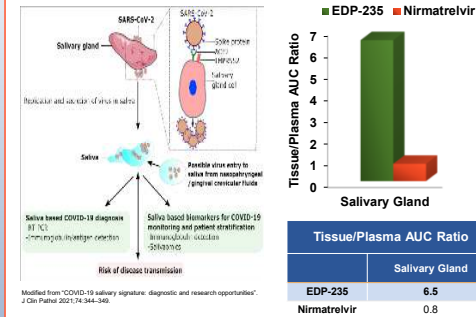 SARS-CoV-2
Salivary gland
SARS-CoV-2
Spike protein
ACE2
TMPRSS2
Salivary
gland cell
Replication and secretion of virus in saliva
Saliva
Possible virus entry to
saliva from nasopharyngeal
/gingival crevicular fluids
Saliva based COVID-19 diagnosis
-RT PCR
-Immunoglobulin/antigen detection
Saliva based biomarkers for COVID-19
monitoring and patient stratification
-Immunoglobulin detection
-Salivaomics
Risk of disease transmission
Modified from "COVID-19 salivary signature: diagnostic and research opportunities".
J Clin Pathol 2021;74:344–349.
EDP-235 Nirmatrelvir
Tissue/Plasma AUC Ratio
7
6
5
4
3
2
1
0
Salivary Gland
Tissue/Plasma AUC Ratio
Salivary Gland
EDP-235 6.5
Nirmatrelvir 0.8